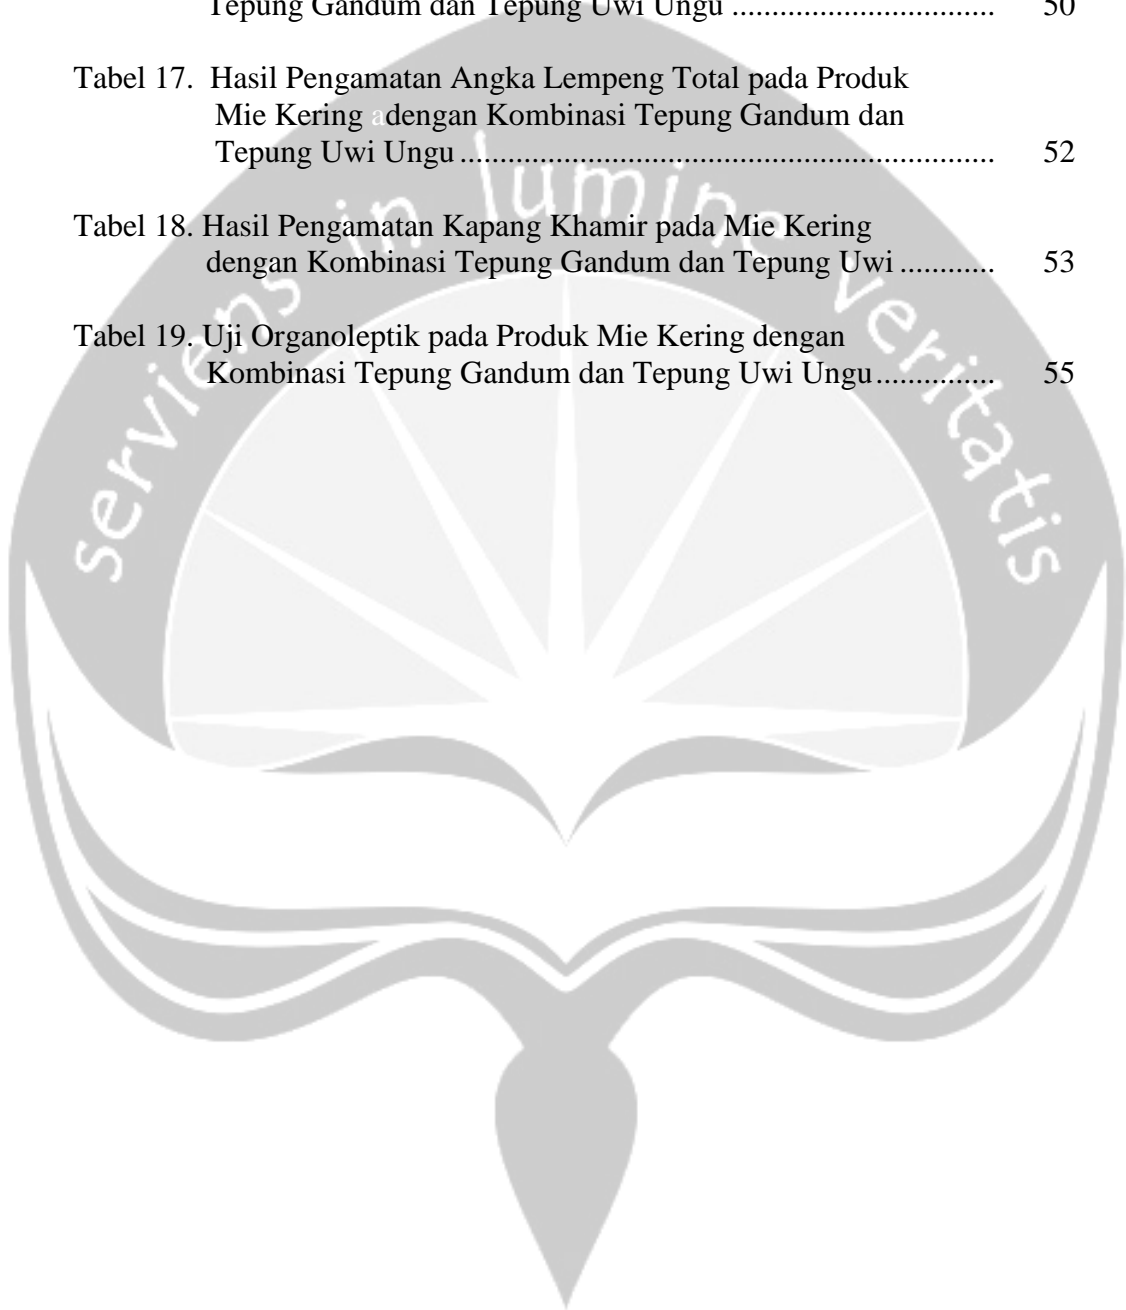 Tepung Gandum dan Tepung Uwi Ungu ................................. 50
Tabel 17. Hasil Pengamatan Angka Lempeng Total pada Produk
Mie Kering adengan Kombinasi Tepung Gandum dan
Tepung Uwi Ungu ................................................................... 52
Tabel 18. Hasil Pengamatan Kapang Khamir pada Mie Kering
dengan Kombinasi Tepung Gandum dan Tepung Uwi ............ 53
Tabel 19. Uji Organoleptik pada Produk Mie Kering dengan
Kombinasi Tepung Gandum dan Tepung Uwi Ungu ............... 55
serviens in lumine veritatis